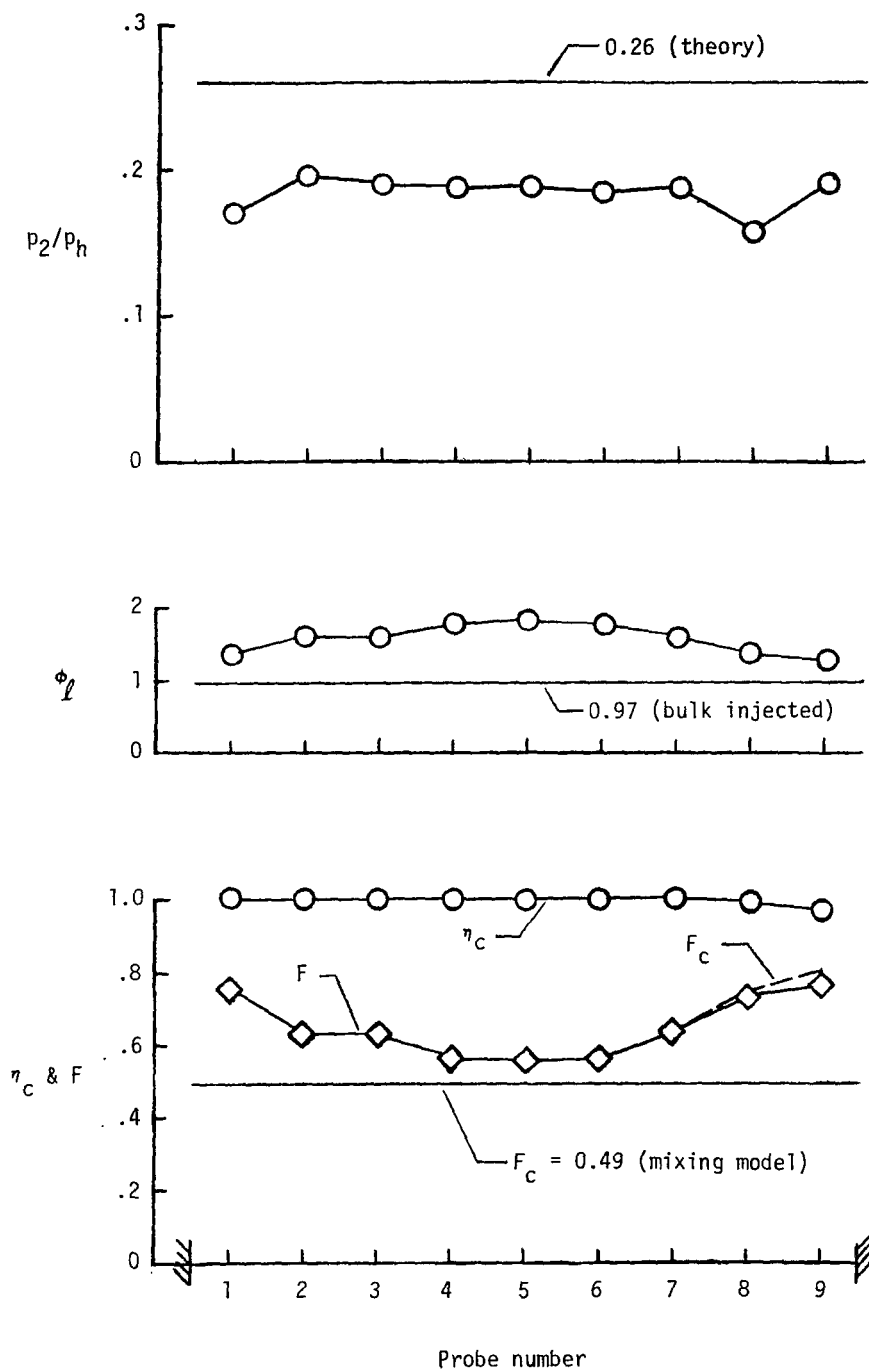 .3
0.26 (theory)
.2
p2/ph
.1
0
2
ϕℓ
1
0.97 (bulk injected)
0
1.0
ηc
Fc
.8
F
.6
ηc & F
.4
Fc = 0.49 (mixing model)
.2
0
1 2 3 4 5 6 7 8 9
Probe number